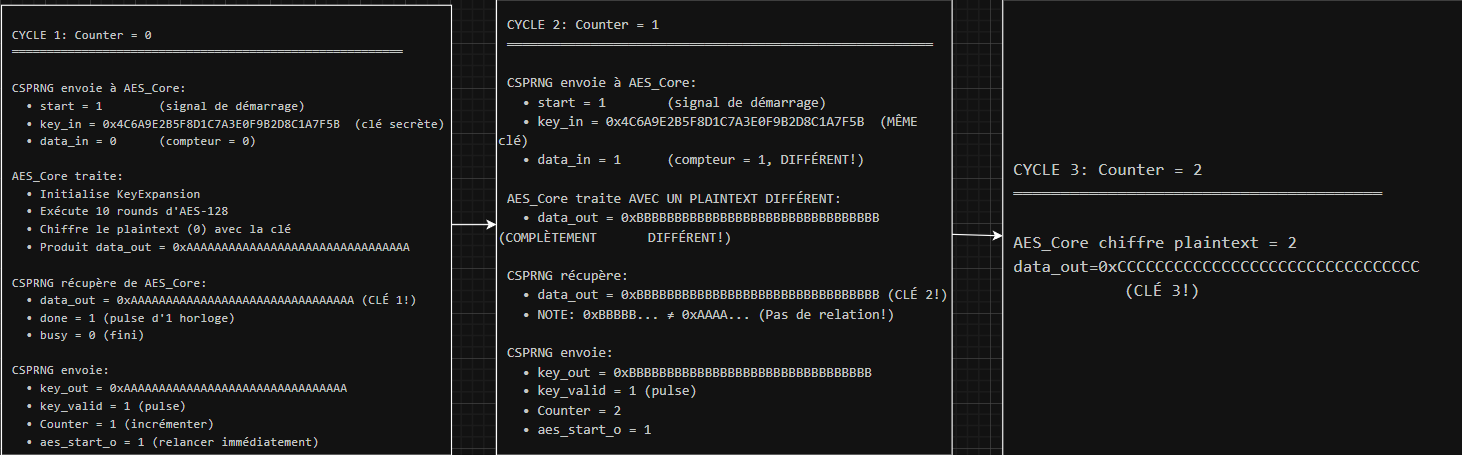 CYCLE 1: Counter = 0
CSPRNG envoie à AES_Core:
• start = 1 (signal de démarrage)
• key_in = 0x4C6A9E2B5F8D1C7A3E0F9B2D8C1A7F5B (clé secrète)
• data_in = 0 (compteur = 0)
AES_Core traite:
• Initialise KeyExpansion
• Exécute 10 rounds d'AES-128
• Chiffre le plaintext (0) avec la clé
• Produit data_out = 0xAAAAAAAAAAAAAAAAAAAAAAAAAAAAAAAA
CSPRNG récupère de AES_Core:
• data_out = 0xAAAAAAAAAAAAAAAAAAAAAAAAAAAAAAAA (CLÉ 1!)
• done = 1 (pulse d'1 horloge)
• busy = 0 (fini)
CSPRNG envoie:
• key_out = 0xAAAAAAAAAAAAAAAAAAAAAAAAAAAAAAAA
• key_valid = 1 (pulse)
• Counter = 1 (incrémenter)
• aes_start_o = 1 (relancer immédiatement)
CYCLE 2: Counter = 1
CSPRNG envoie à AES_Core:
• start = 1 (signal de démarrage)
• key_in = 0x4C6A9E2B5F8D1C7A3E0F9B2D8C1A7F5B (MÊME
clé)
• data_in = 1 (compteur = 1, DIFFÉRENT!)
AES_Core traite AVEC UN PLAINTEXT DIFFÉRENT:
• data_out = 0xBBBBBBBBBBBBBBBBBBBBBBBBBBBBBBBB
(COMPLÈTEMENT DIFFÉRENT!)
CSPRNG récupère:
• data_out = 0xBBBBBBBBBBBBBBBBBBBBBBBBBBBBBBBB (CLÉ 2!)
• NOTE: 0xBBBBB... ≠ 0xAAAA... (Pas de relation!)
CSPRNG envoie:
• key_out = 0xBBBBBBBBBBBBBBBBBBBBBBBBBBBBBBBB
• key_valid = 1 (pulse)
• Counter = 2
• aes_start_o = 1
CYCLE 3: Counter = 2
AES_Core chiffre plaintext = 2
data_out=0xCCCCCCCCCCCCCCCCCCCCCCCCCCCCCCCC
(CLÉ 3!)